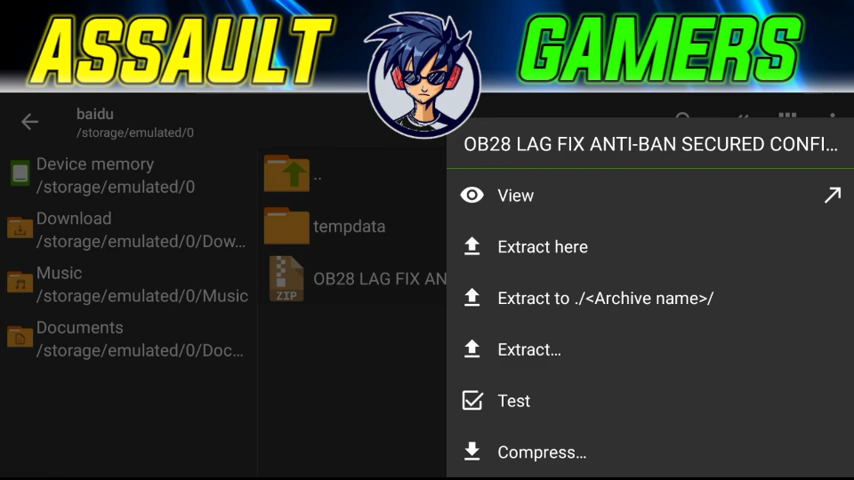 ASSAULT GAMERS
baidu
/storage/emulated/0
Device memory
/storage/emulated/0
Download
/storage/emulated/0/Dow...
Music
/storage/emulated/0/Music
Documents
/storage/emulated/0/Doc...
..
tempdata
ZIP
OB28 LAG FIX AN
OB28 LAG FIX ANTI-BAN SECURED CONFI...
View
Extract here
Extract to ./<Archive name>/
Extract...
Test
Compress...